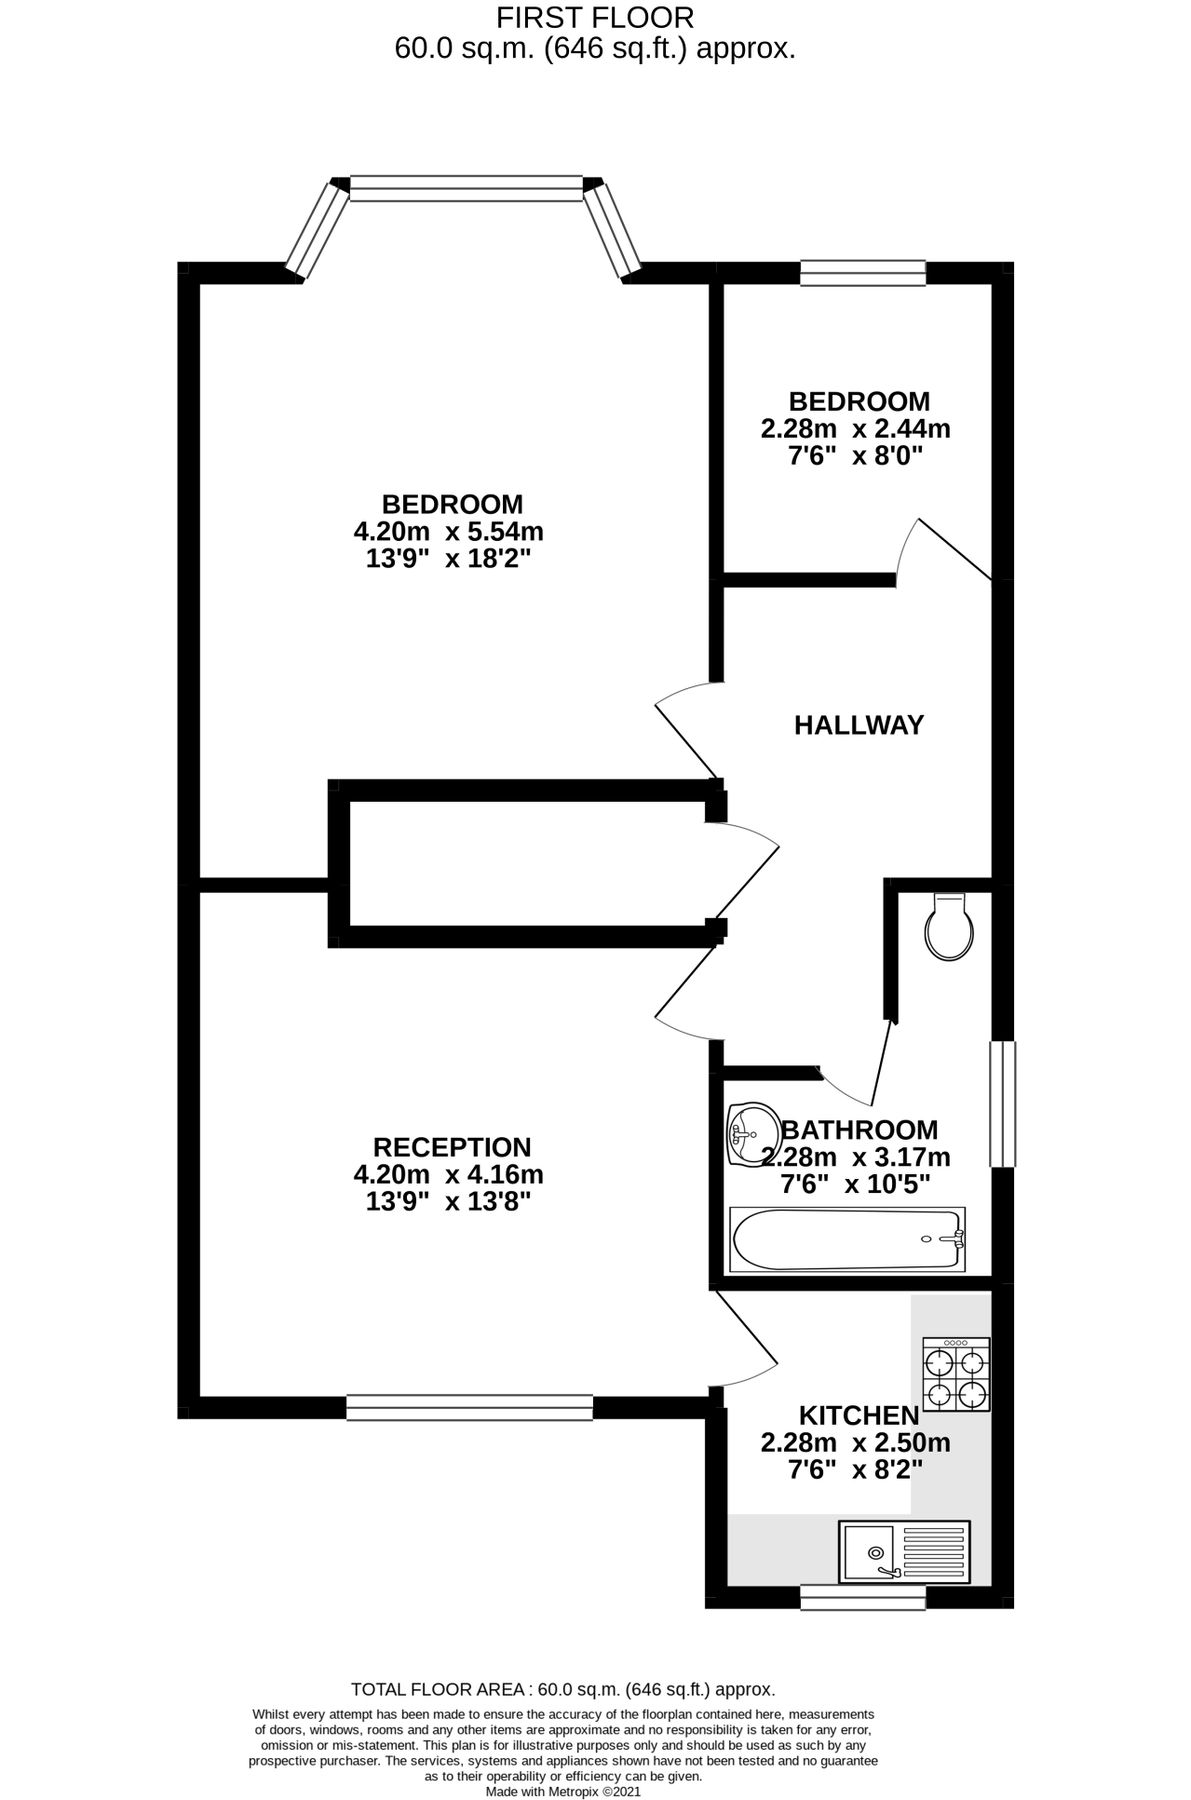 FIRST FLOOR
60.0 sq.m. (646 sq.ft.) approx.
BEDROOM
2.28m x 2.44m
7'6" x 8'0"
BEDROOM
4.20m x 5.54m
13'9" x 18'2"
HALLWAY
BATHROOM
2.28m x 3.17m
7'6" x 10'5"
RECEPTION
4.20m x 4.16m
13'9" x 13'8"
KITCHEN
2.28m x 2.50m
7'6" x 8'2"
TOTAL FLOOR AREA : 60.0 sq.m. (646 sq.ft.) approx.
Whilst every attempt has been made to ensure the accuracy of the floorplan contained here, measurements
of doors, windows, rooms and any other items are approximate and no responsibility is taken for any error,
omission or mis-statement. This plan is for illustrative purposes only and should be used as such by any
prospective purchaser. The services, systems and appliances shown have not been tested and no guarantee
as to their operability or efficiency can be given.
Made with Metropix ©2021